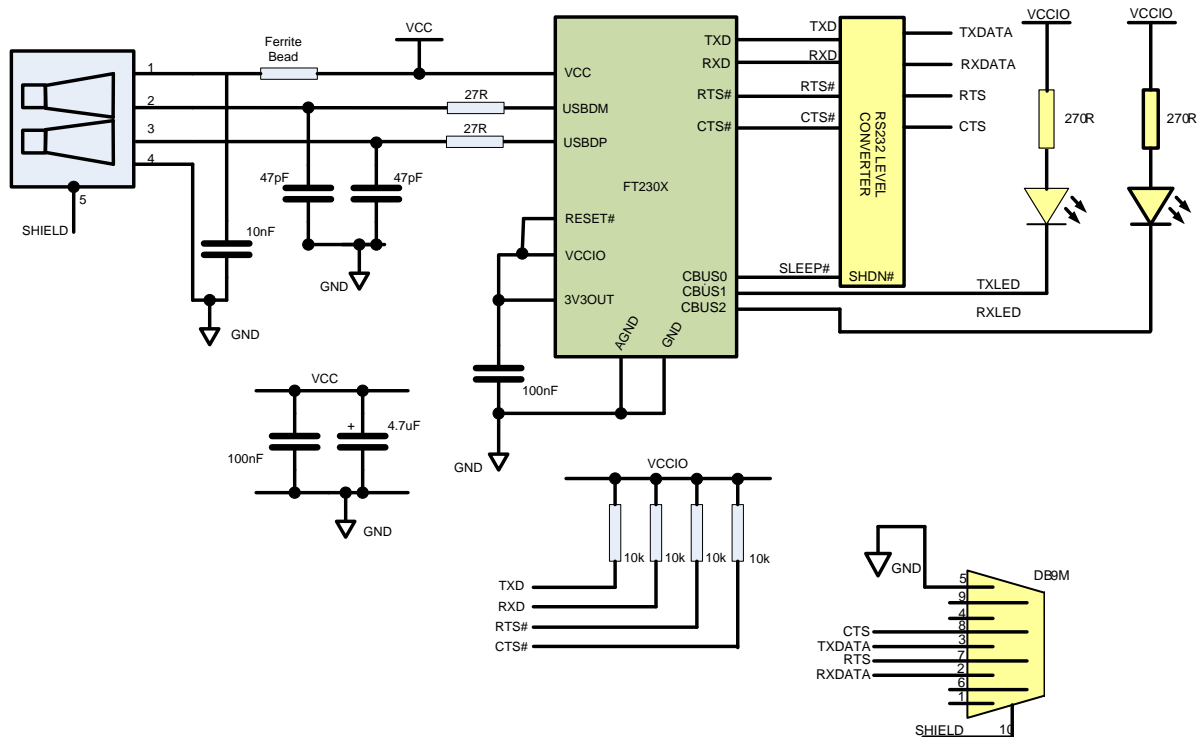 VCC
Ferrite
Bead
1
2
3
4
5
SHIELD
27R
27R
47pF
47pF
10nF
GND
GND
VCC
USBDM
USBDP
FT230X
RESET#
VCCIO
3V3OUT
AGND
GND
TXD
RXD
RTS#
CTS#
CBUS0
CBUS1
CBUS2
100nF
GND
TXD
RXD
RTS#
CTS#
SLEEP#
RS232 LEVEL
CONVERTER
SHDN#
TXDATA
RXDATA
RTS
CTS
TXLED
RXLED
VCCIO
270R
VCCIO
270R
VCC
100nF
+
4.7uF
GND
VCCIO
10k
10k
10k
10k
TXD
RXD
RTS#
CTS#
GND
DB9M
5
9
4
CTS
8
TXDATA
3
RTS
7
RXDATA
2
6
1
SHIELD
10